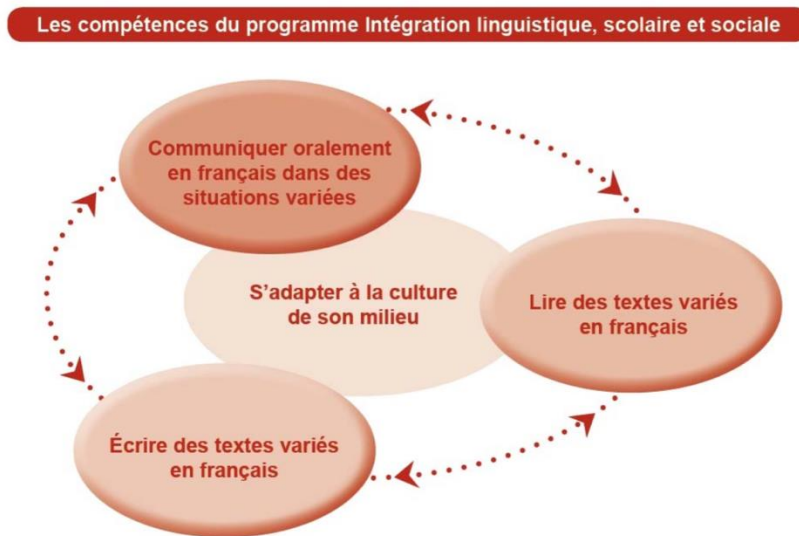 Les compétences du programme Intégration linguistique, scolaire et sociale
Communiquer oralement
en français dans des
situations variées
S'adapter à la culture
de son milieu
Lire des textes variés
en français
Écrire des textes variés
en français